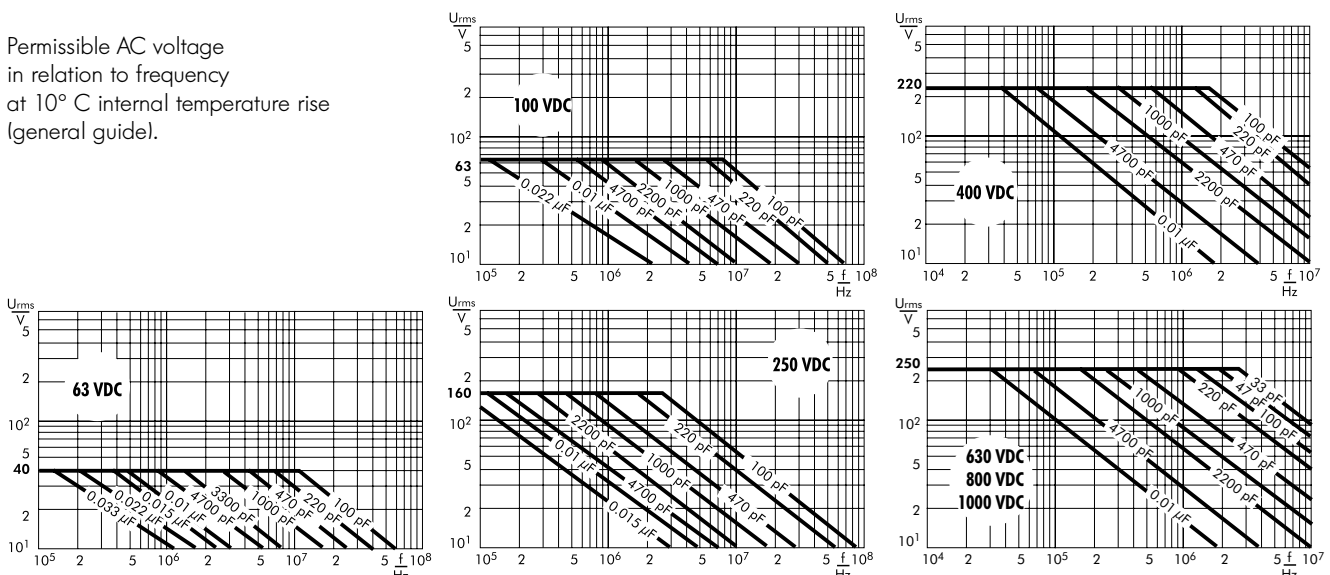 Permissible AC voltage
in relation to frequency
at 10° C internal temperature rise
(general guide).
Urms
V
5
2
10²
63
5
2
10¹
100 VDC
0.022 µF
0.01 µF
4700 pF
2200 pF
1000 pF
470 pF
220 pF
100 pF
10⁵ 2 5 10⁶ 2 5 10⁷ 2 5 f 10⁸
Hz
Urms
V
5
220
2
10²
5
2
10¹
400 VDC
100 pF
220 pF
470 pF
1000 pF
2200 pF
4700 pF
0.01 µF
10⁴ 2 5 10⁵ 2 5 10⁶ 2 5 f 10⁷
Hz
Urms
V
5
2
10²
5
40
2
10¹
63 VDC
0.033 µF
0.022 µF
0.015 µF
0.01 µF
4700 pF
3300 pF
1000 pF
470 pF
220 pF
100 pF
10⁵ 2 5 10⁶ 2 5 10⁷ 2 5 f 10⁸
Hz
Urms
V
5
2
160
10²
5
2
10¹
250 VDC
2200 pF
0.01 µF
4700 pF
0.015 µF
1000 pF
220 pF
470 pF
100 pF
10⁵ 2 5 10⁶ 2 5 10⁷ 2 5 f 10⁸
Hz
Urms
V
5
250
2
10²
5
2
10¹
630 VDC
800 VDC
1000 VDC
33 pF
47 pF
100 pF
220 pF
470 pF
1000 pF
2200 pF
4700 pF
0.01 µF
10⁴ 2 5 10⁵ 2 5 10⁶ 2 5 f 10⁷
Hz